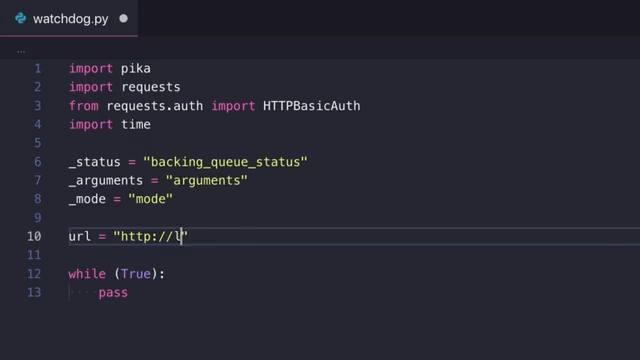 watchdog.py
...
1 import pika
2 import requests
3 from requests.auth import HTTPBasicAuth
4 import time
5
6 _status = "backing_queue_status"
7 _arguments = "arguments"
8 _mode = "mode"
9
10 url = "http://l"
11
12 while (True):
13 pass